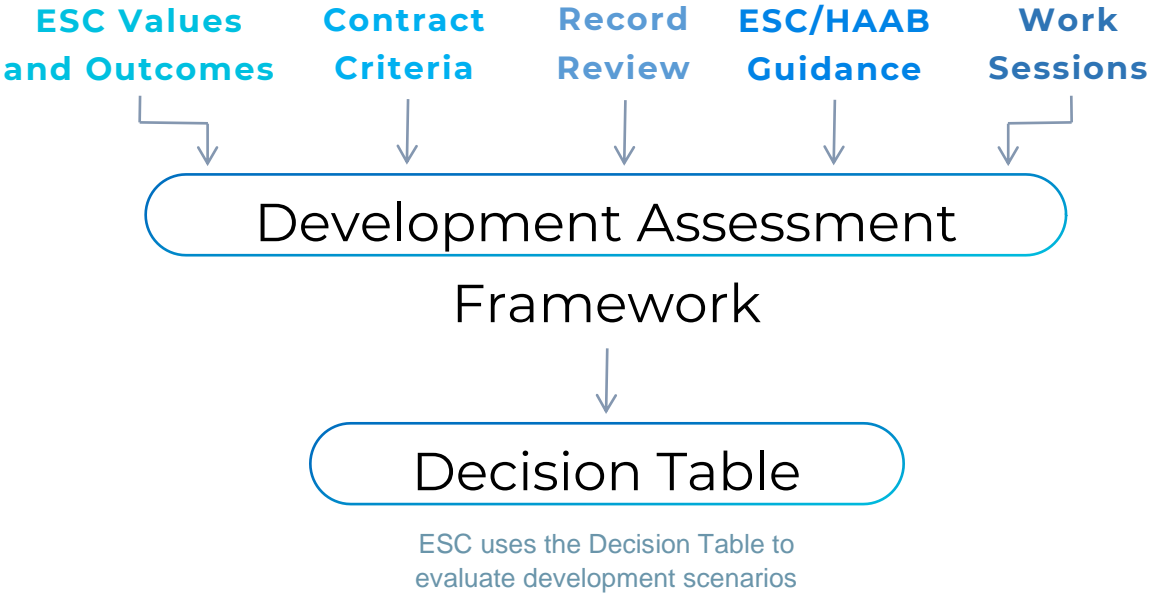 ESC Values
and Outcomes
Contract
Criteria
Record
Review
ESC/HAAB
Guidance
Work
Sessions
Development Assessment
Framework
Decision Table
ESC uses the Decision Table to
evaluate development scenarios